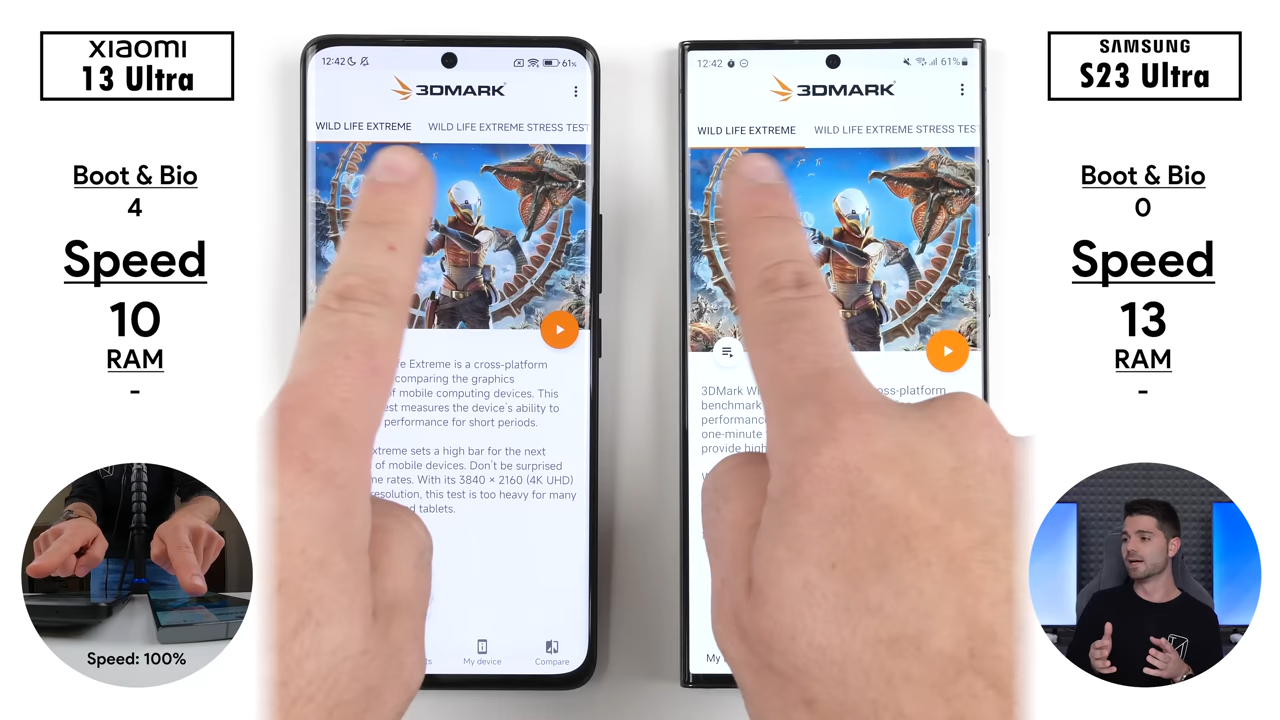 xiaomi
13 Ultra
Boot & Bio
4
Speed
10
RAM
-
Speed: 100%
12:42
61%
3DMARK
WILD LIFE EXTREME WILD LIFE EXTREME STRESS TEST
Extreme is a cross-platform
comparing the graphics
of mobile computing devices. This
test measures the device's ability to
performance for short periods.
xtreme sets a high bar for the next
of mobile devices. Don't be surprised
rates. With its 3840 × 2160 (4K UHD)
resolution, this test is too heavy for many
tablets.
My device
Compare
12:42
61%
3DMARK
WILD LIFE EXTREME WILD LIFE EXTREME STRESS TES
3DMark
cross-platform
benchmark
performance
one-minute
provide high
My
SAMSUNG
S23 Ultra
Boot & Bio
0
Speed
13
RAM
-